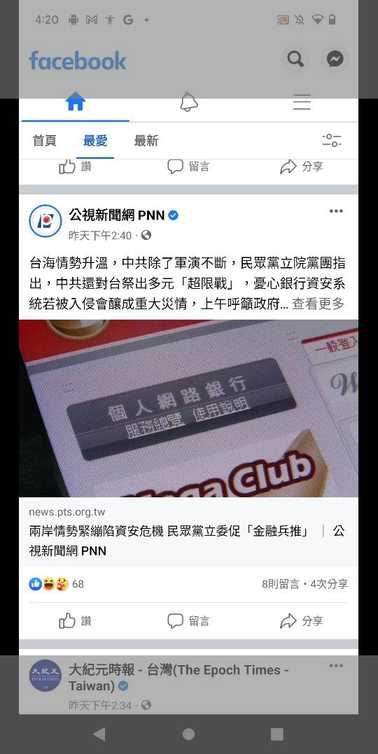 4:20
facebook
首頁 最愛 最新
讚 留言 分享
公視新聞網 PNN
昨天下午2:40 ·
台海情勢升溫，中共除了軍演不斷，民眾黨立院黨團指
出，中共還對台祭出多元「超限戰」，憂心銀行資安系
統若被入侵會釀成重大災情，上午呼籲政府... 查看更多
一般登入
個人網路銀行
服務總覽 使用說明
W
Mega Club
news.pts.org.tw
兩岸情勢緊繃陷資安危機 民眾黨立委促「金融兵推」 ｜ 公
視新聞網 PNN
68
8則留言 · 4次分享
讚 留言 分享
大紀元時報 - 台灣(The Epoch Times -
Taiwan)
昨天下午2:34 ·